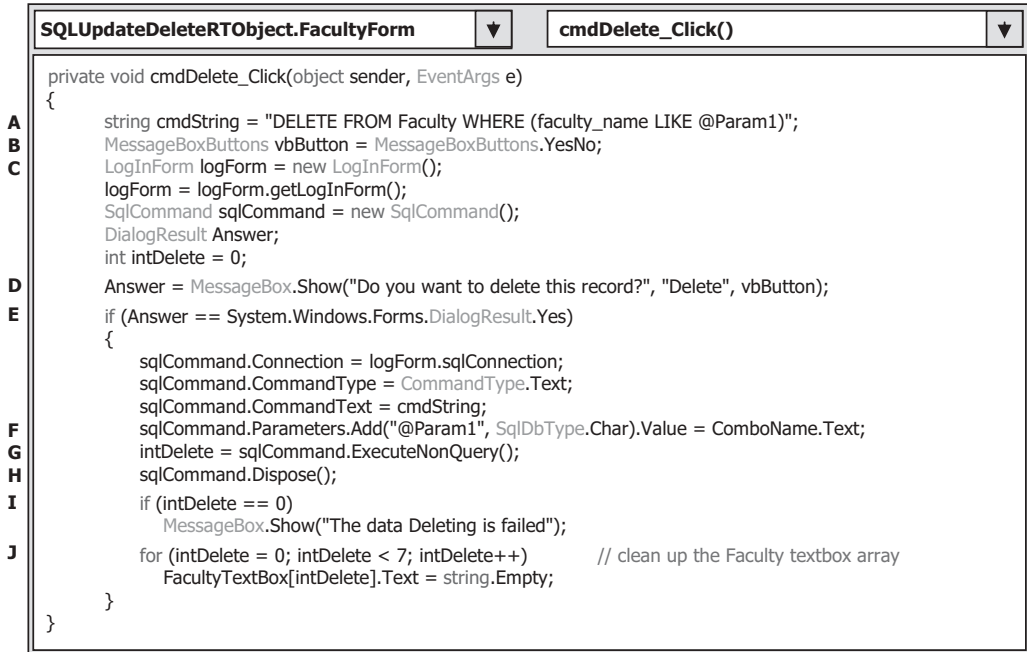 SQLUpdateDeleteRTObject.FacultyForm cmdDelete_Click()
private void cmdDelete_Click(object sender, EventArgs e)
{
A string cmdString = "DELETE FROM Faculty WHERE (faculty_name LIKE @Param1)";
B MessageBoxButtons vbButton = MessageBoxButtons.YesNo;
C LogInForm logForm = new LogInForm();
logForm = logForm.getLogInForm();
SqlCommand sqlCommand = new SqlCommand();
DialogResult Answer;
int intDelete = 0;
D Answer = MessageBox.Show("Do you want to delete this record?", "Delete", vbButton);
E if (Answer == System.Windows.Forms.DialogResult.Yes)
{
sqlCommand.Connection = logForm.sqlConnection;
sqlCommand.CommandType = CommandType.Text;
sqlCommand.CommandText = cmdString;
F sqlCommand.Parameters.Add("@Param1", SqlDbType.Char).Value = ComboName.Text;
G intDelete = sqlCommand.ExecuteNonQuery();
H sqlCommand.Dispose();
I if (intDelete == 0)
MessageBox.Show("The data Deleting is failed");
J for (intDelete = 0; intDelete < 7; intDelete++) // clean up the Faculty textbox array
FacultyTextBox[intDelete].Text = string.Empty;
}
}